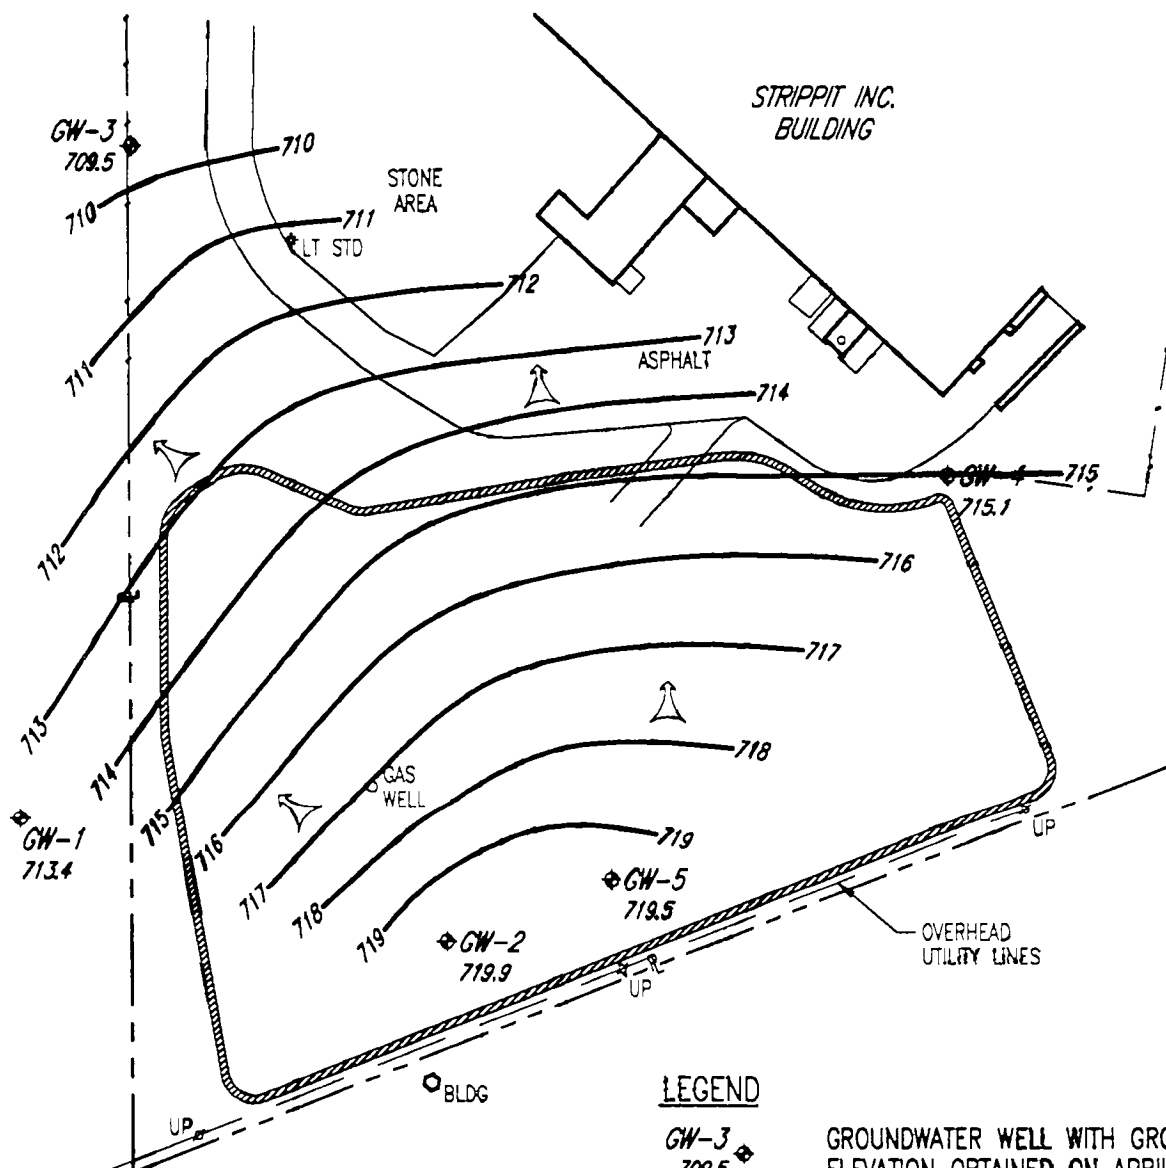 STRIPPIT INC.
BUILDING
GW-3
709.5
710
710
STONE
AREA
711
LT STD
712
711
713
ASPHALT
714
GW-4
715
715.1
712
716
717
713
718
714
GAS
WELL
715
GW-1
713.4
716
719
UP
717
GW-5
719.5
718
719
GW-2
719.9
OVERHEAD
UTILITY LINES
UP
BLDG
UP
LEGEND
GW-3
709.5
GROUNDWATER WELL WITH
ELEVATION OBTAINED ON